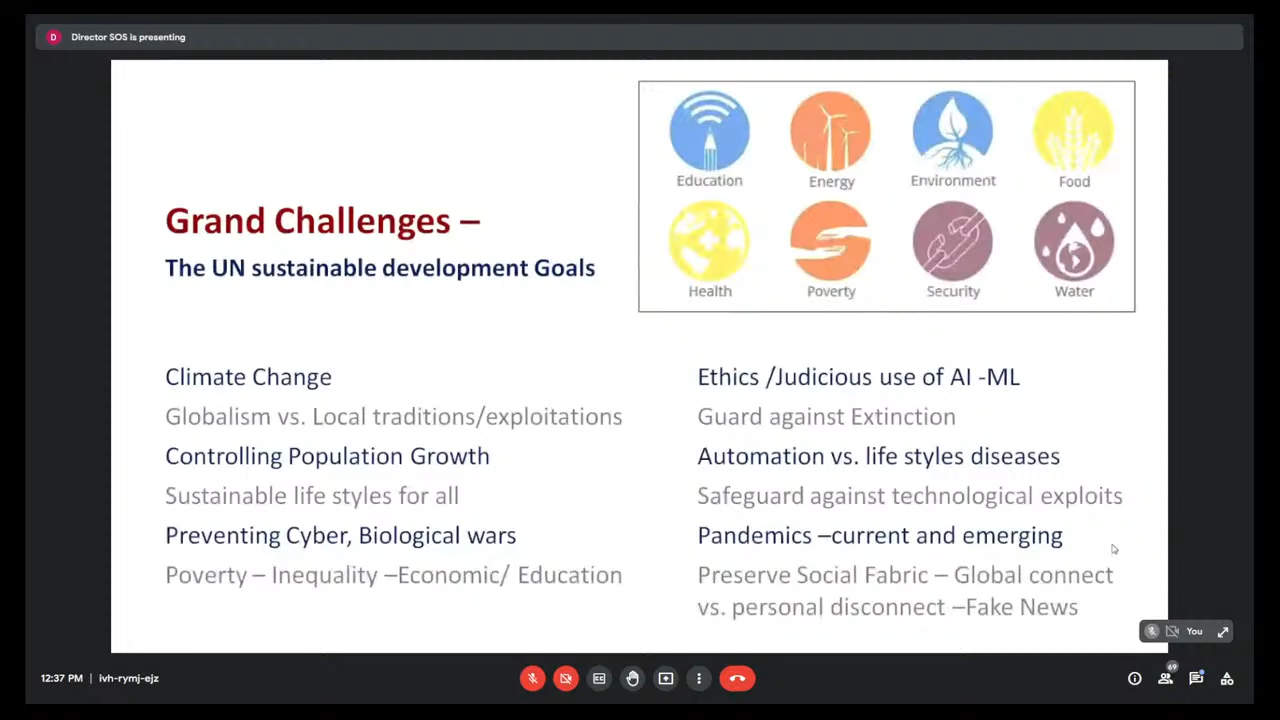 D Director SOS is presenting
Education Energy Environment Food
Health Poverty Security Water
Grand Challenges –
The UN sustainable development Goals
Climate Change
Globalism vs. Local traditions/exploitations
Controlling Population Growth
Sustainable life styles for all
Preventing Cyber, Biological wars
Poverty – Inequality –Economic/ Education
Ethics /Judicious use of AI -ML
Guard against Extinction
Automation vs. life styles diseases
Safeguard against technological exploits
Pandemics –current and emerging
Preserve Social Fabric – Global connect
vs. personal disconnect –Fake News
You
12:37 PM | ivh-rymj-ejz
69